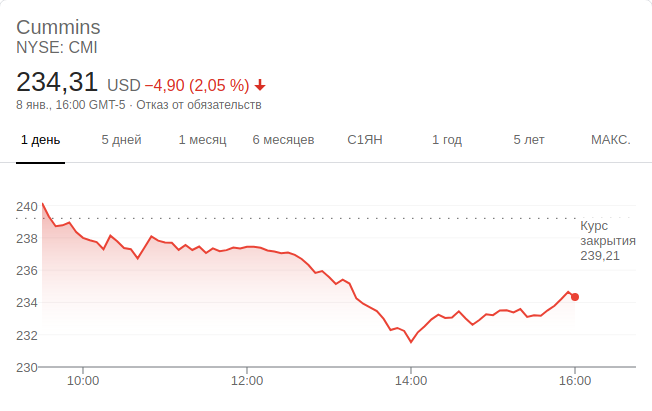 Cummins
NYSE: CMI
234,31 USD −4,90 (2,05 %)
8 янв., 16:00 GMT-5 · Отказ от обязательств
1 день 5 дней 1 месяц 6 месяцев С1ЯН 1 год 5 лет МАКС.
240
238
236
234
232
230
Курс
закрытия
239,21
10:00 12:00 14:00 16:00